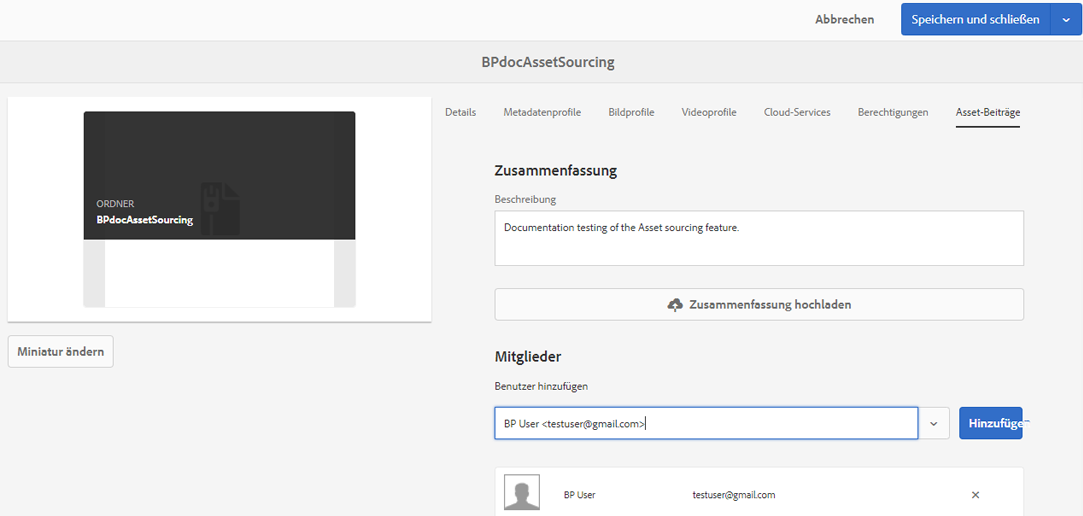 Abbrechen
Speichern und schließen
BPdocAssetSourcing
Details
Metadatenprofile
Bildprofile
Videoprofile
Cloud-Services
Berechtigungen
Asset-Beiträge
ORDNER
BPdocAssetSourcing
Miniatur ändern
Zusammenfassung
Beschreibung
Documentation testing of the Asset sourcing feature.
Zusammenfassung hochladen
Mitglieder
Benutzer hinzufügen
BP User <testuser@gmail.com>
Hinzufüge
BP User testuser@gmail.com